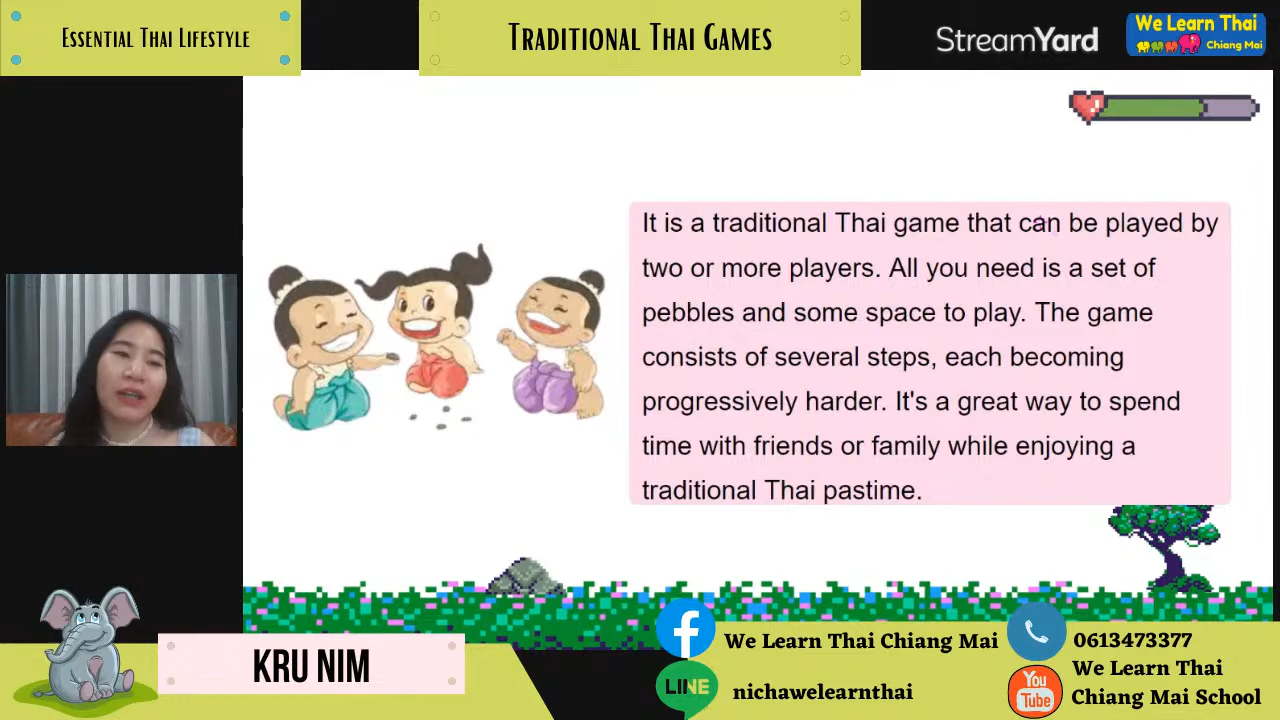 ESSENTIAL THAI LIFESTYLE
TRADITIONAL THAI GAMES
StreamYard
We Learn Thai
Chiang Mai
It is a traditional Thai game that can be played by
two or more players. All you need is a set of
pebbles and some space to play. The game
consists of several steps, each becoming
progressively harder. It's a great way to spend
time with friends or family while enjoying a
traditional Thai pastime.
KRU NIM
We Learn Thai Chiang Mai
LINE
nichawelearnthai
0613473377
You
Tube
We Learn Thai
Chiang Mai School